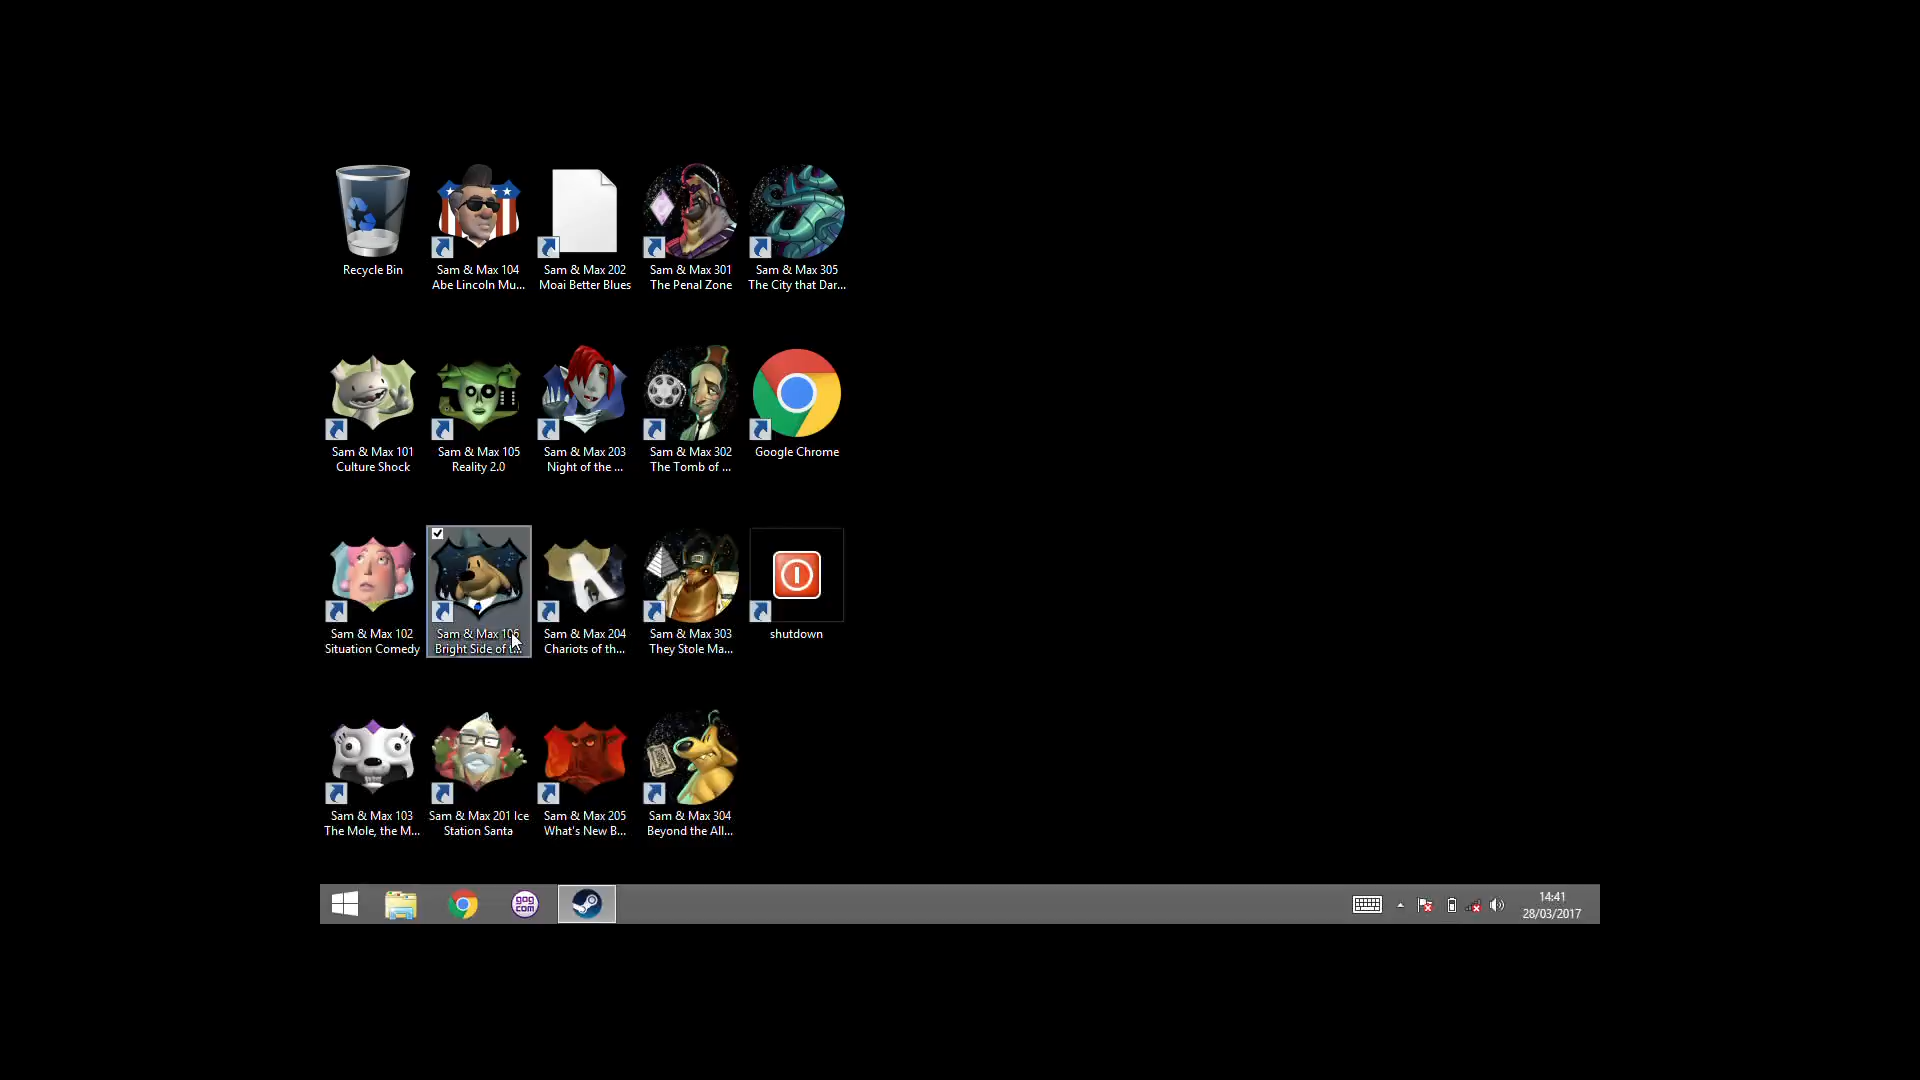 Recycle Bin
Sam & Max 104
Abe Lincoln Mu...
Sam & Max 202
Moai Better Blues
Sam & Max 301
The Penal Zone
Sam & Max 305
The City that Dar...
Sam & Max 101
Culture Shock
Sam & Max 105
Reality 2.0
Sam & Max 203
Night of the ...
Sam & Max 302
The Tomb of ...
Google Chrome
Sam & Max 102
Situation Comedy
Sam & Max 106
Bright Side of t...
Sam & Max 204
Chariots of th...
Sam & Max 303
They Stole Ma...
shutdown
Sam & Max 103
The Mole, the M...
Sam & Max 201 Ice
Station Santa
Sam & Max 205
What's New B...
Sam & Max 304
Beyond the All...
gog
com
14:41
28/03/2017